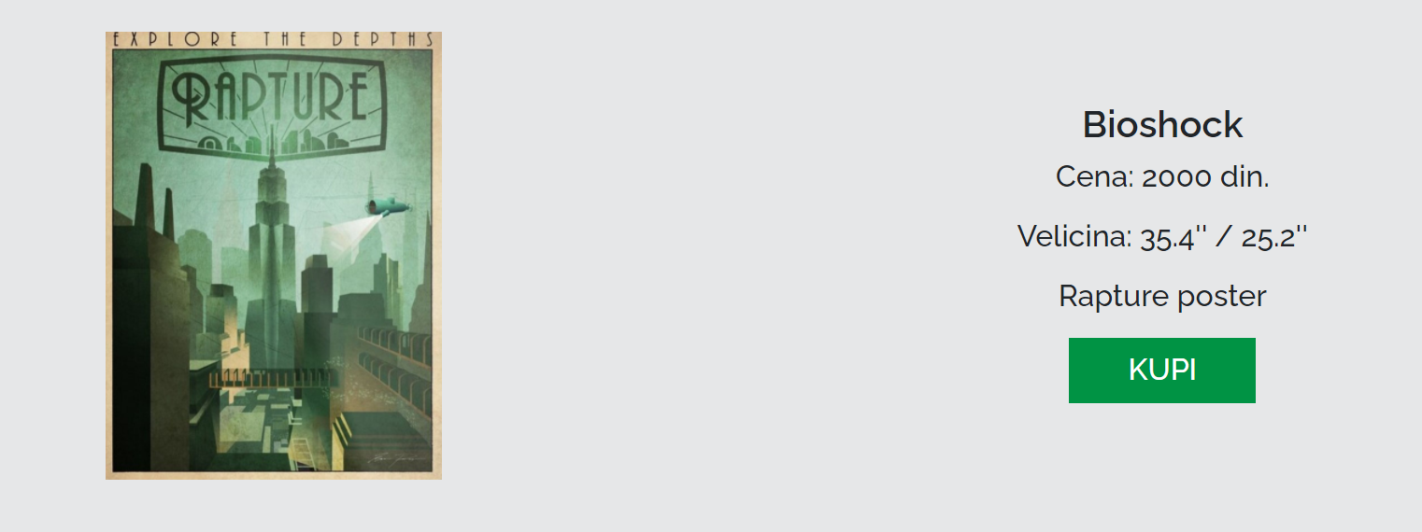 EXPLORE THE DEPTHS
RAPTURE
Bioshock
Cena: 2000 din.
Velicina: 35.4'' / 25.2''
Rapture poster
KUPI